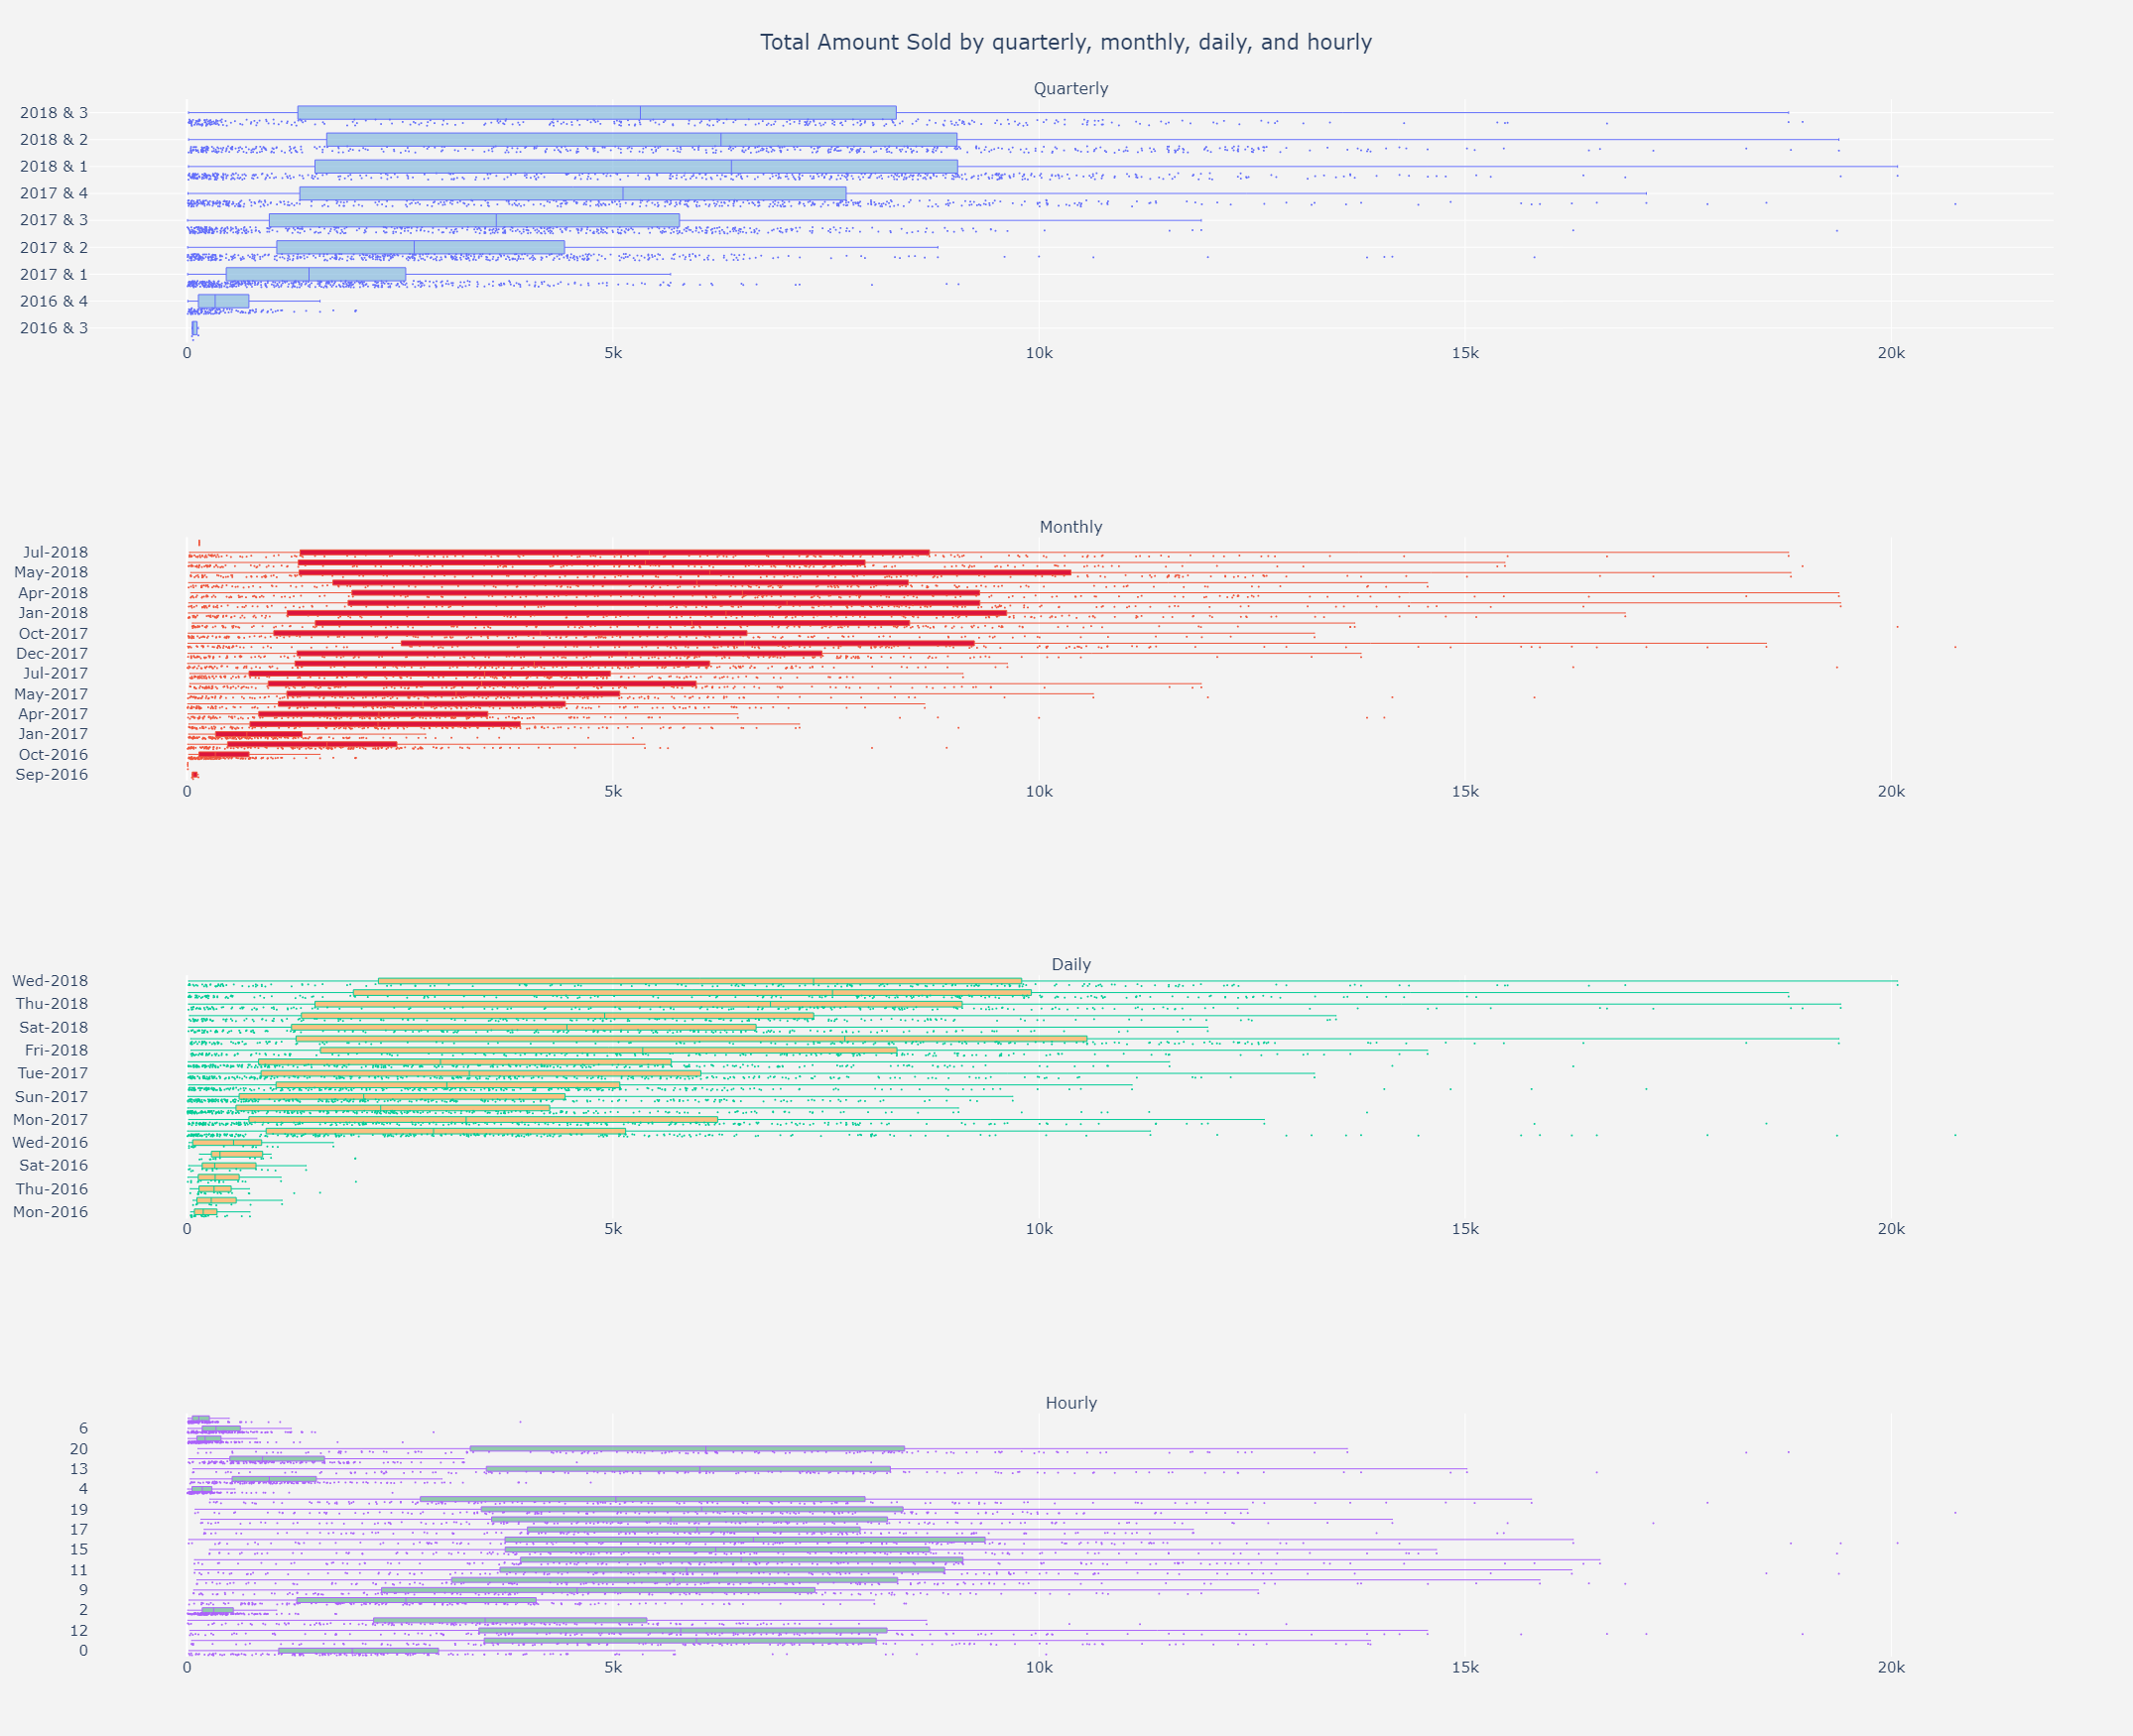 Total Amount Sold by quarterly, monthly, daily, and hourly
Quarterly
2018 & 3
2018 & 2
2018 & 1
2017 & 4
2017 & 3
2017 & 2
2017 & 1
2016 & 4
2016 & 3
0 5k 10k 15k 20k
Monthly
Jul-2018
May-2018
Apr-2018
Jan-2018
Oct-2017
Dec-2017
Jul-2017
May-2017
Apr-2017
Jan-2017
Oct-2016
Sep-2016
0 5k 10k 15k 20k
Daily
Wed-2018
Thu-2018
Sat-2018
Fri-2018
Tue-2017
Sun-2017
Mon-2017
Wed-2016
Sat-2016
Thu-2016
Mon-2016
0 5k 10k 15k 20k
Hourly
6
20
13
4
19
17
15
11
9
2
12
0
0 5k 10k 15k 20k